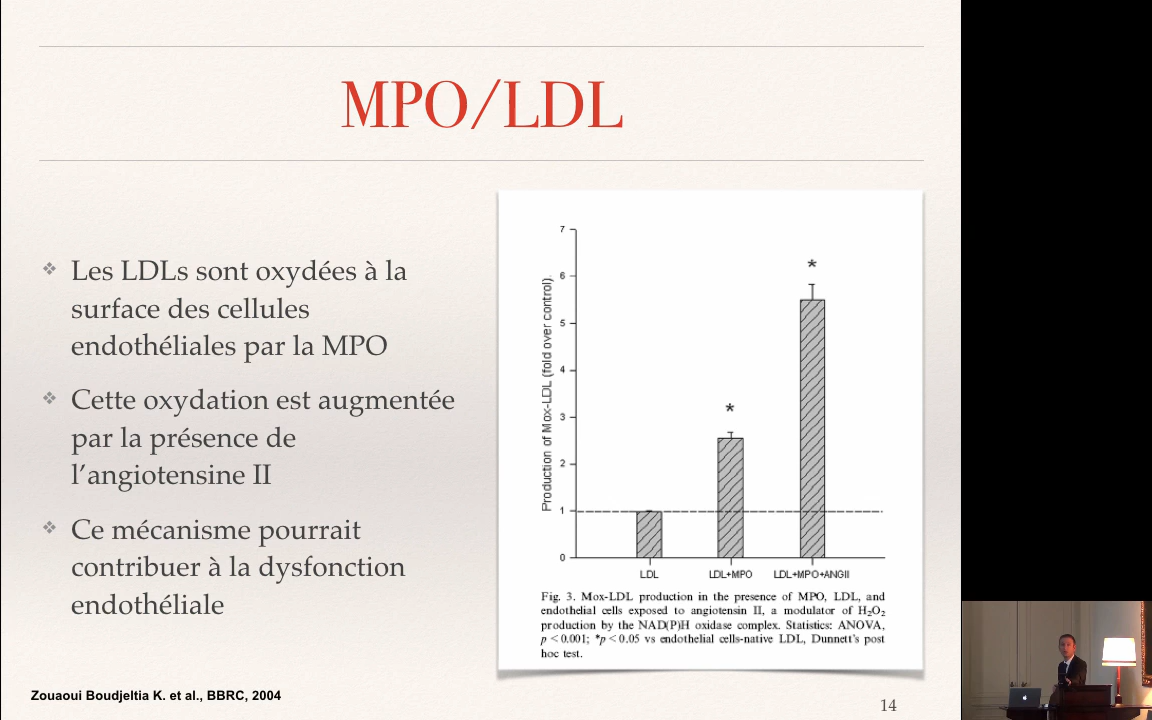 MPO/LDL
Les LDLs sont oxydées à la
surface des cellules
endothéliales par la MPO
Cette oxydation est augmentée
par la présence de
l’angiotensine II
Ce mécanisme pourrait
contribuer à la dysfonction
endothéliale
Production of Mox-LDL (fold over control).
7
6
5
4
3
2
1
0
*
*
LDL
LDL+MPO
LDL+MPO+ANGII
Fig. 3. Mox-LDL production in the presence of MPO, LDL, and
endothelial cells exposed to angiotensin II, a modulator of H₂O₂
production by the NAD(P)H oxidase complex. Statistics: ANOVA,
p < 0.001; *p < 0.05 vs endothelial cells-native LDL, Dunnett's post
hoc test.
Zouaoui Boudjeltia K. et al., BBRC, 2004
14